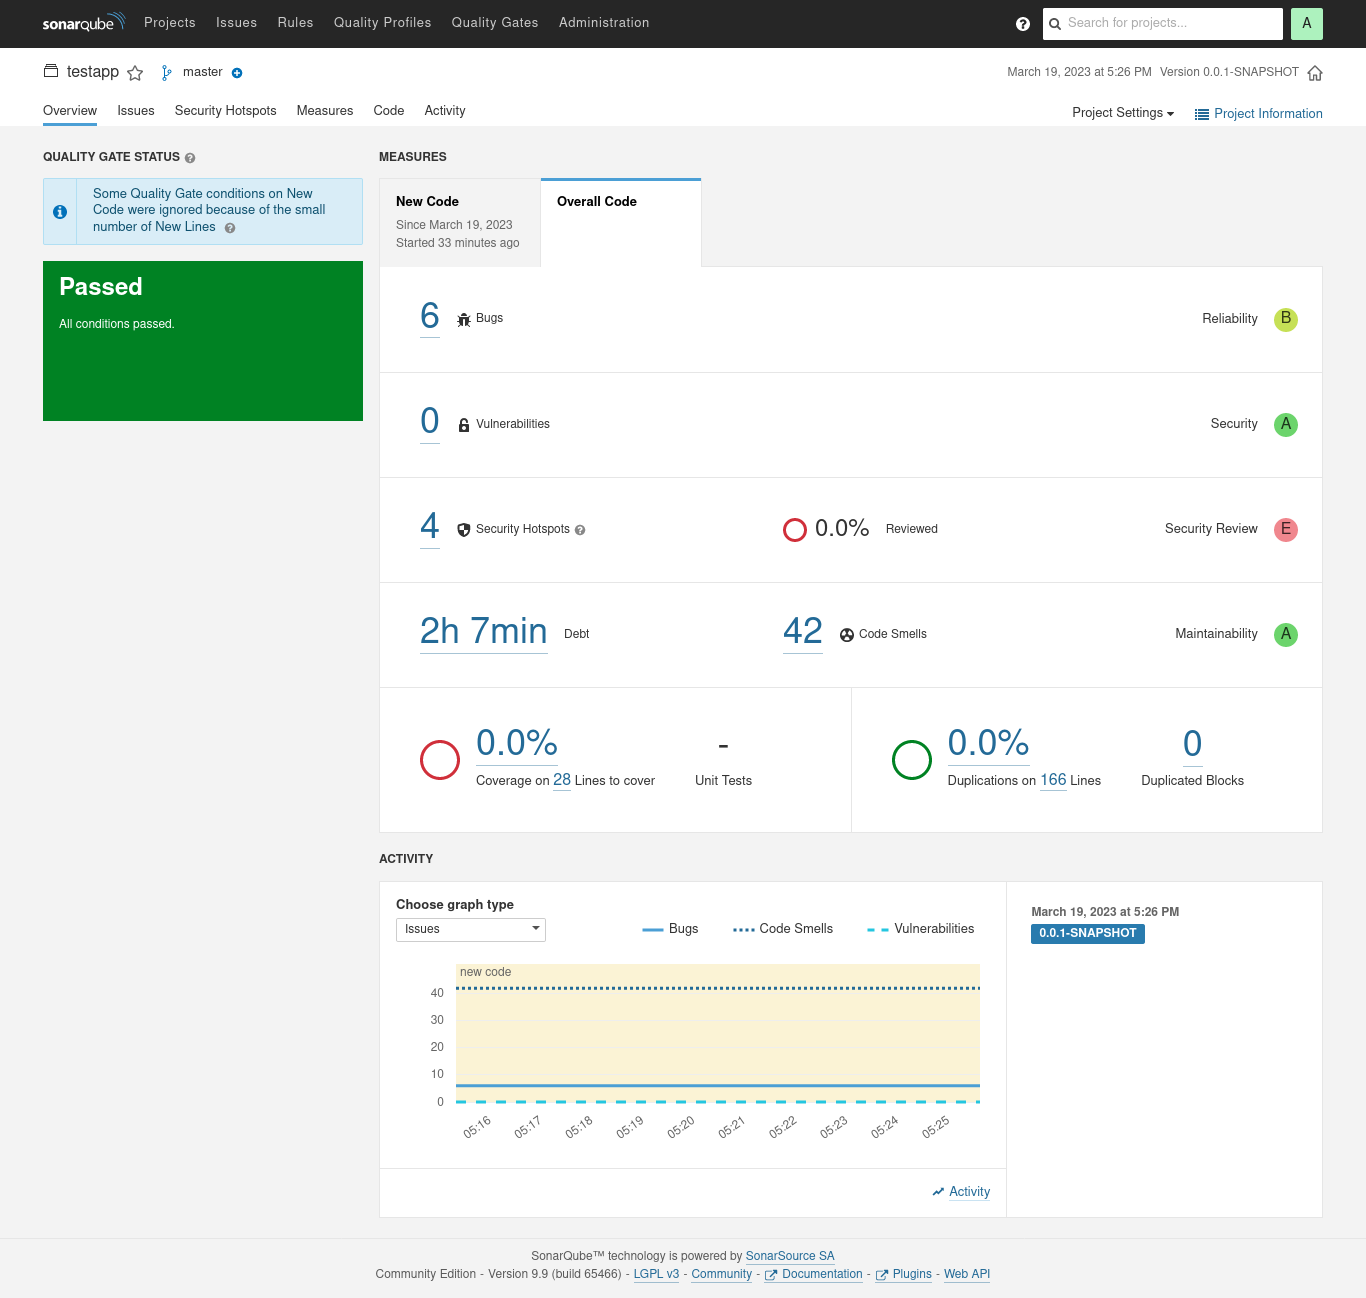 sonarqube Projects Issues Rules Quality Profiles Quality Gates Administration Search for projects... A
testapp master March 19, 2023 at 5:26 PM Version 0.0.1-SNAPSHOT
Overview Issues Security Hotspots Measures Code Activity Project Settings Project Information
QUALITY GATE STATUS
Some Quality Gate conditions on New
Code were ignored because of the small
number of New Lines
Passed
All conditions passed.
MEASURES
New Code
Since March 19, 2023
Started 33 minutes ago
Overall Code
6 Bugs Reliability B
0 Vulnerabilities Security A
4 Security Hotspots 0.0% Reviewed Security Review E
2h 7min Debt 42 Code Smells Maintainability A
0.0%
Coverage on 28 Lines to cover
-
Unit Tests
0.0%
Duplications on 166 Lines
0
Duplicated Blocks
ACTIVITY
Choose graph type
Issues
Bugs Code Smells Vulnerabilities
new code
40
30
20
10
0
05:16 05:17 05:18 05:19 05:20 05:21 05:22 05:23 05:24 05:25
Activity
March 19, 2023 at 5:26 PM
0.0.1-SNAPSHOT
SonarQube™ technology is powered by SonarSource SA
Community Edition - Version 9.9 (build 65466) - LGPL v3 - Community - Documentation - Plugins - Web API